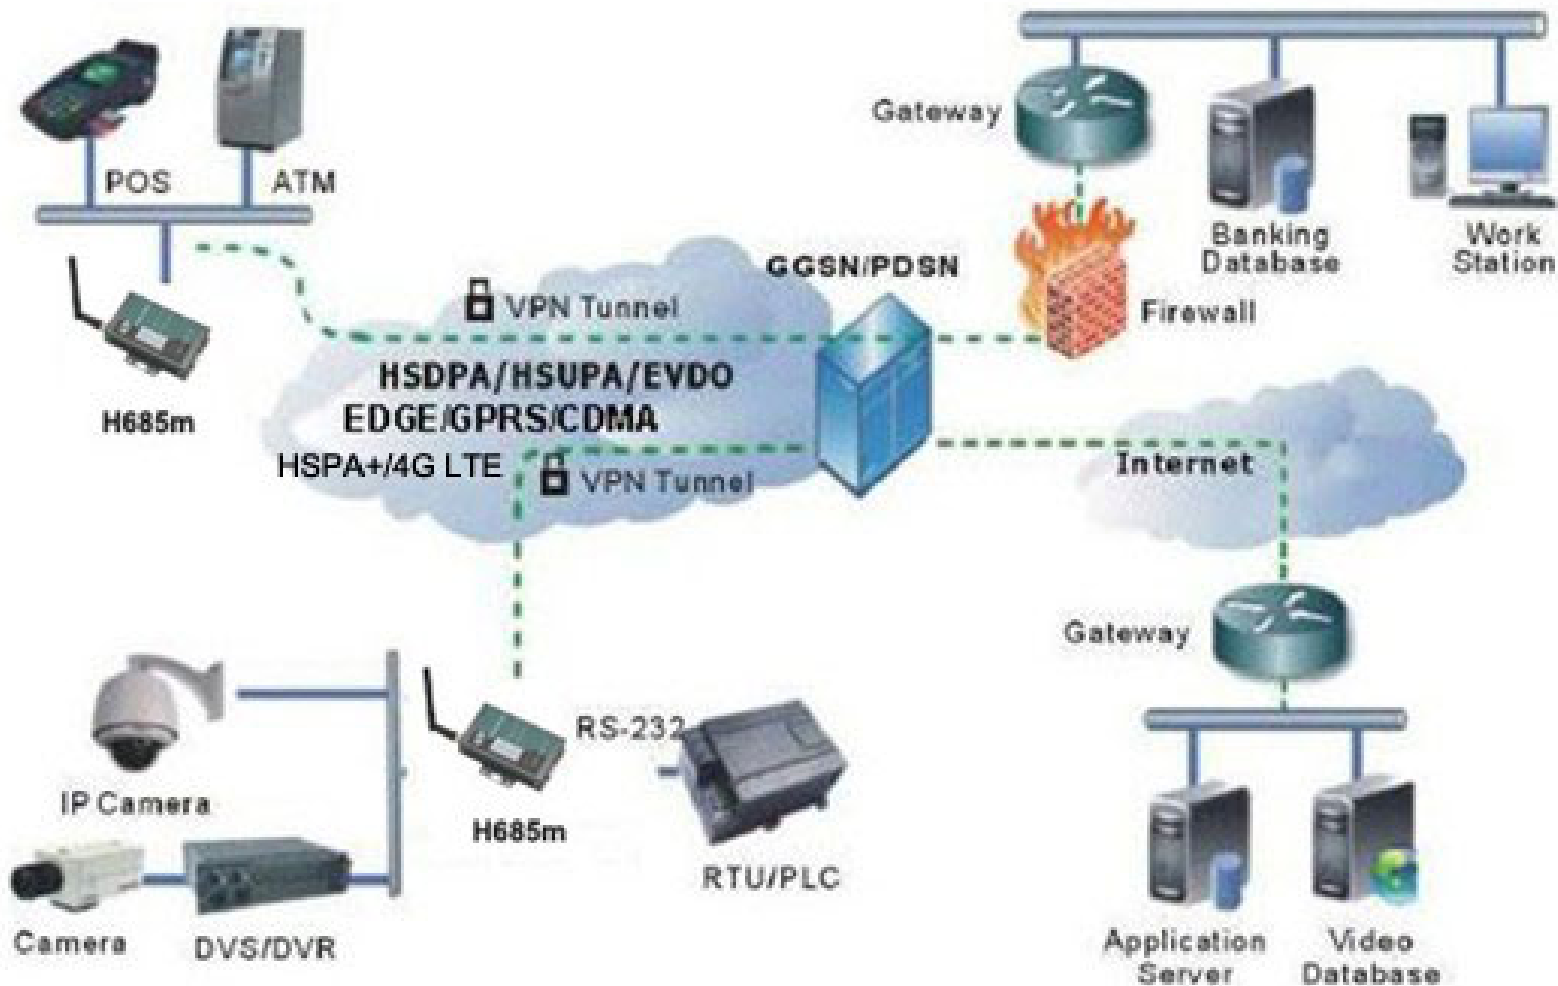 POS
ATM
H685m
VPN Tunnel
GGSN/PDSN
HSDPA/HSUPA/EVDO
EDGE/GPRS/CDMA
HSPA+/4G LTE
VPN Tunnel
Gateway
Banking
Database
Work
Station
Firewall
Internet
Gateway
IP Camera
Camera
DVS/DVR
H685m
RS-232
RTU/PLC
Application
Server
Video
Database